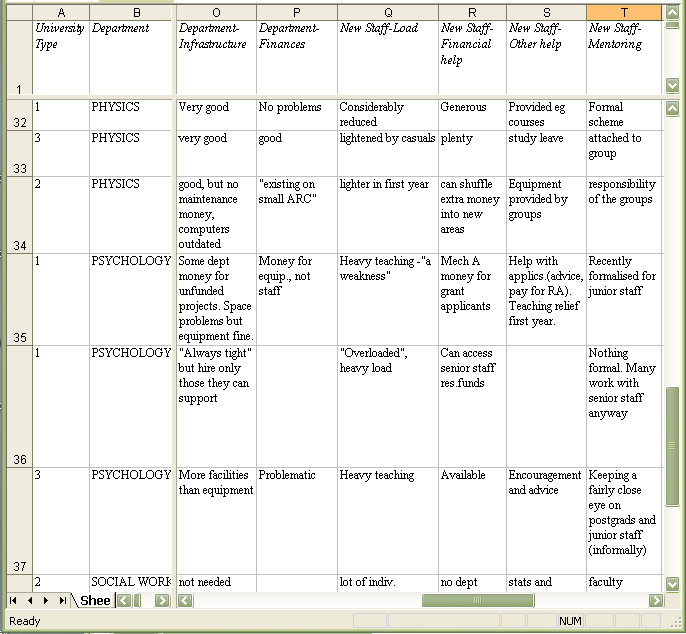 A B O P Q R S T
University Type Department Department-Infrastructure Department-Finances New Staff-Load New Staff-Financial help New Staff-Other help New Staff-Mentoring
1
32 1 PHYSICS Very good No problems Considerably reduced Generous Provided eg courses Formal scheme
33 3 PHYSICS very good good lightened by casuals plenty study leave attached to group
34 2 PHYSICS good, but no maintenance money, computers outdated "existing on small ARC" lighter in first year can shuffle extra money into new areas Equipment provided by groups responsibility of the groups
35 1 PSYCHOLOGY Some dept money for unfunded projects. Space problems but equipment fine. Money for equip., not staff Heavy teaching -"a weakness" Mech A money for grant applicants Help with applics.(advice, pay for RA). Teaching relief first year. Recently formalised for junior staff
36 1 PSYCHOLOGY "Always tight" but hire only those they can support "Overloaded", heavy load Can access senior staff res.funds Nothing formal. Many work with senior staff anyway
37 3 PSYCHOLOGY More facilities than equipment Problematic Heavy teaching Available Encouragement and advice Keeping a fairly close eye on postgrads and junior staff (informally)
2 SOCIAL WORK not needed lot of indiv. no dept stats and faculty
Shee
Ready NUM